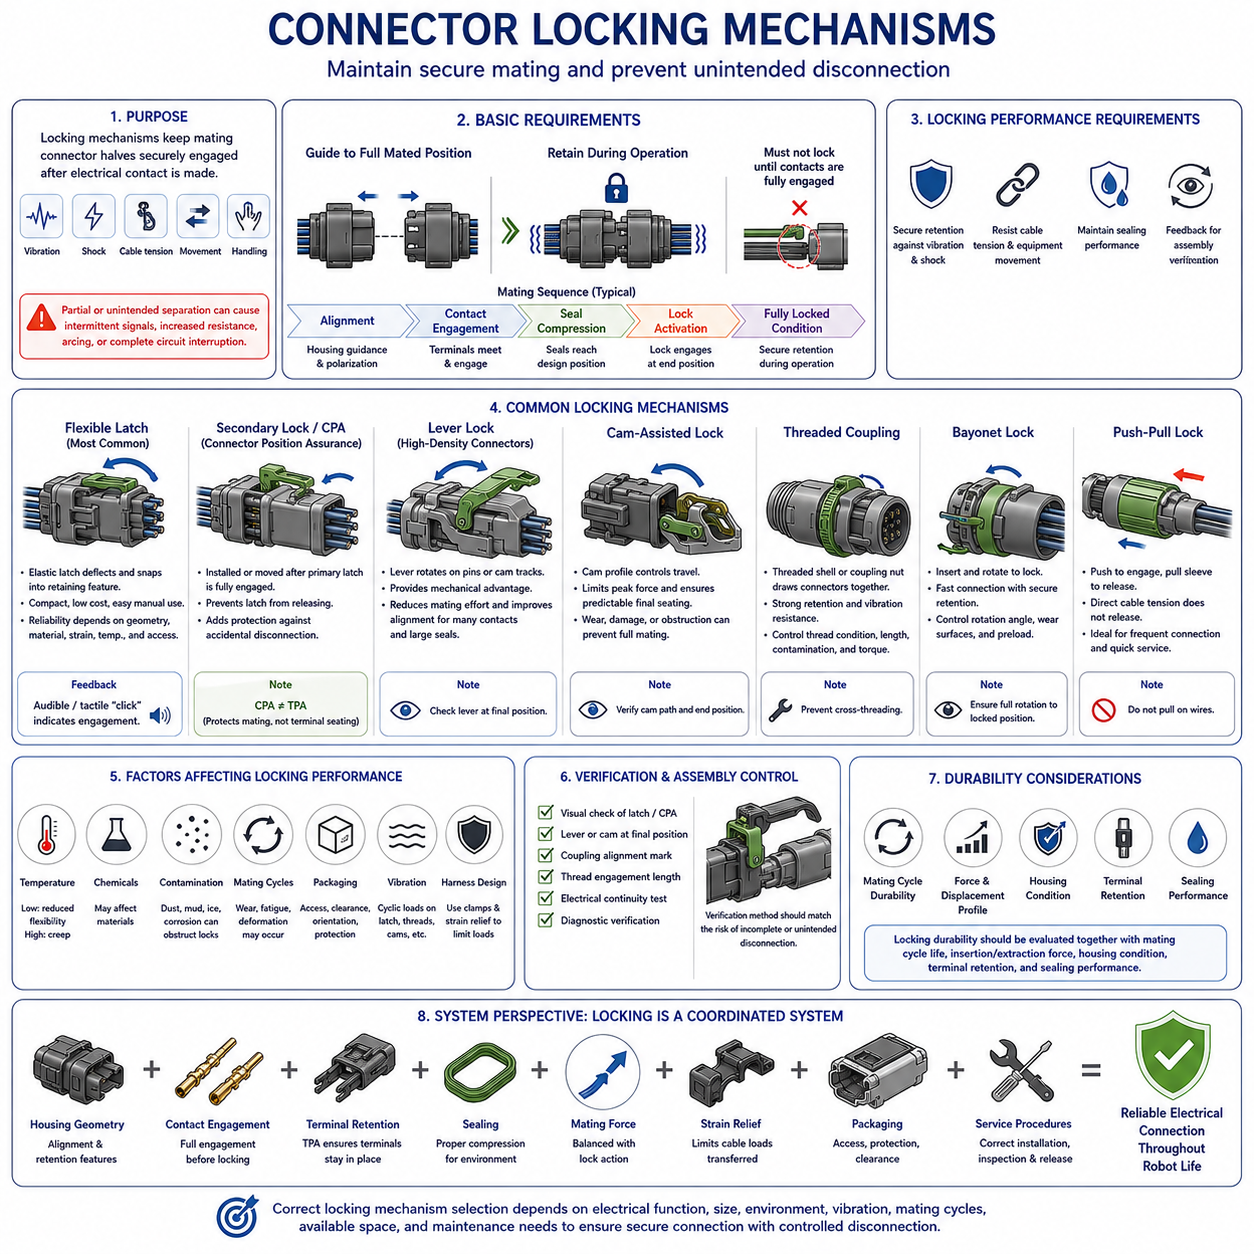 CONNECTOR LOCKING MECHANISMS
Maintain secure mating and prevent unintended disconnection
1. PURPOSE
Locking mechanisms keep mating
connector halves securely engaged
after electrical contact is made.
Vibration
Shock
Cable tension
Movement
Handling
Partial or unintended separation can cause
intermittent signals, increased resistance,
arcing, or complete circuit interruption.
2. BASIC REQUIREMENTS
Guide to Full Mated Position
Retain During Operation
Must not lock
until contacts are
fully engaged
Mating Sequence (Typical)
Alignment
Contact
Engagement
Seal
Compression
Lock
Activation
Fully Locked
Condition
Housing guidance
& polarization
Terminals meet
& engage
Seals reach
design position
Lock engages
at end position
Secure retention
during operation
3. LOCKING PERFORMANCE REQUIREMENTS
Secure retention
against vibration
& shock
Resist cable
tension & equipment
movement
Maintain sealing
performance
Feedback for
assembly
verification
4. COMMON LOCKING MECHANISMS
Flexible Latch
(Most Common)
• Elastic latch deflects and snaps
into retaining feature.
• Compact, low cost, easy manual use.
• Reliability depends on geometry,
material, strain, temp., and access.
Feedback
Audible / tactile “click”
indicates engagement.
Secondary Lock / CPA
(Connector Position Assurance)
• Installed or moved after primary latch
is fully engaged.
• Prevents latch from releasing.
• Adds protection against
accidental disconnection.
Note
CPA ≠ TPA
(Protects mating, not terminal seating)
Lever Lock
(High-Density Connectors)
• Lever rotates on pins or cam tracks.
• Provides mechanical advantage.
• Reduces mating effort and improves
alignment for many contacts
and large seals.
Note
Check lever at final position.
Cam-Assisted Lock
• Cam profile controls travel.
• Limits peak force and ensures
predictable final seating.
• Wear, damage, or obstruction can
prevent full mating.
Note
Verify cam path and end position.
Threaded Coupling
• Threaded shell or coupling nut
draws connectors together.
• Strong retention and vibration
resistance.
• Control thread condition, length,
contamination, and torque.
Note
Prevent cross-threading.
Bayonet Lock
• Insert and rotate to lock.
• Fast connection with secure
retention.
• Control rotation angle, wear
surfaces, and preload.
Note
Ensure full rotation to
locked position.
Push-Pull Lock
• Push to engage, pull sleeve
to release.
• Direct cable tension does
not release.
• Ideal for frequent connection
and quick service.
Note
Do not pull on wires.
5. FACTORS AFFECTING LOCKING PERFORMANCE
Temperature
Low: reduced
flexibility
High: creep
Chemicals
May affect
materials
Contamination
Dust, mud, ice,
corrosion can
obstruct locks
Mating Cycles
Wear, fatigue,
deformation
may occur
Packaging
Access, clearance,
orientation,
protection
Vibration
Cyclic loads on
latch, threads,
cams, etc.
Harness Design
Use clamps &
strain relief to
limit loads
6. VERIFICATION & ASSEMBLY CONTROL
Visual check of latch / CPA
Lever or cam at final position
Coupling alignment mark
Thread engagement length
Electrical continuity test
Diagnostic verification
Verification method should match
the risk of incomplete or unintended
disconnection.
7. DURABILITY CONSIDERATIONS
Mating Cycle
Durability
Force &
Displacement
Profile
Housing
Condition
Terminal
Retention
Sealing
Performance
Locking durability should be evaluated together with mating
cycle life, insertion/extraction force, housing condition,
terminal retention, and sealing performance.
8. SYSTEM PERSPECTIVE: LOCKING IS A COORDINATED SYSTEM
+ + + + + + + =
Housing Geometry
Alignment &
retention features
Contact Engagement
Full engagement
before locking
Terminal Retention
TPA ensures terminals
stay in place
Sealing
Proper compression
for environment
Mating Force
Balanced with
lock action
Strain Relief
Limits cable loads
transferred
Packaging
Access, protection,
clearance
Service Procedures
Correct installation,
inspection & release
Reliable Electrical
Connection
Throughout
Robot Life
Correct locking mechanism selection depends on electrical function, size, environment, vibration, mating cycles,
available space, and maintenance needs to ensure secure connection with controlled disconnection.